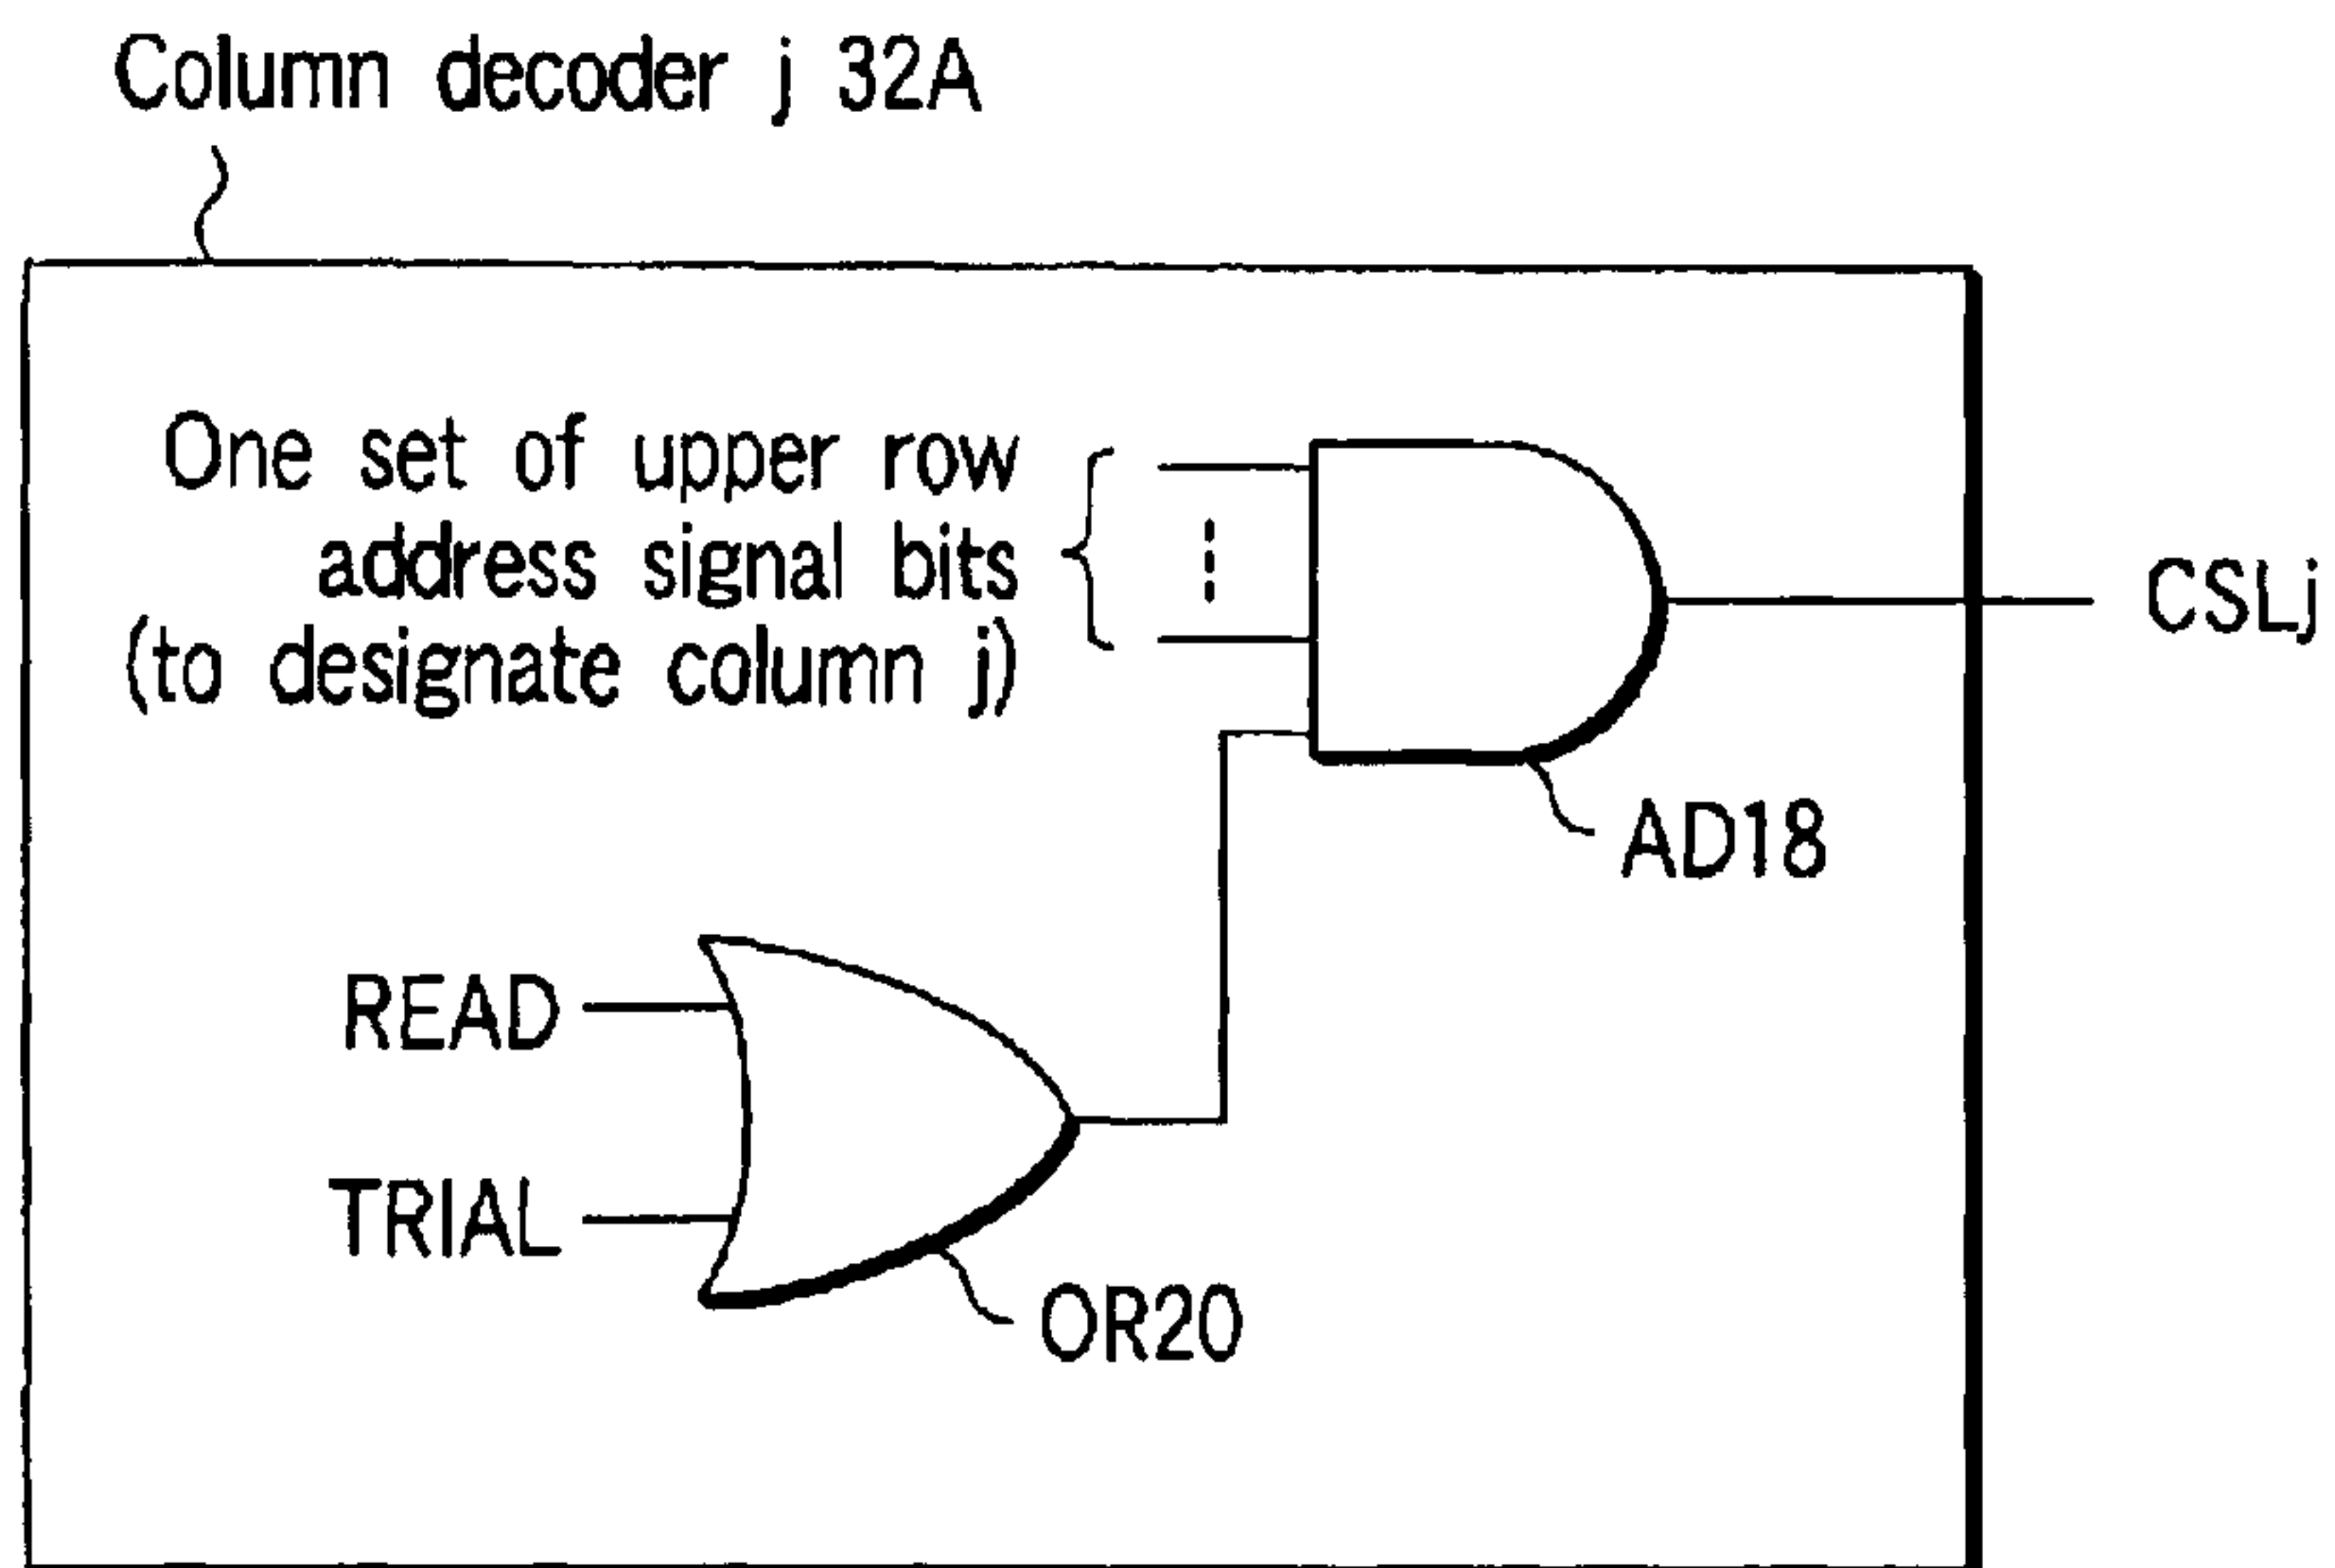 Column decoder j 32A
One set of upper row
address signal bits
(to designate column j)
CSLj
AD18
READ
TRIAL
OR20